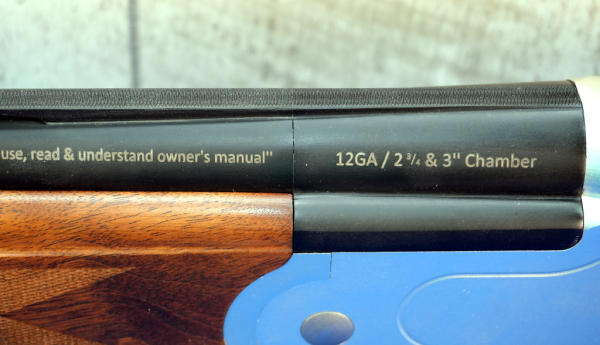 use, read & understand owner's manual"
12GA / 2 3/4 & 3" Chamber